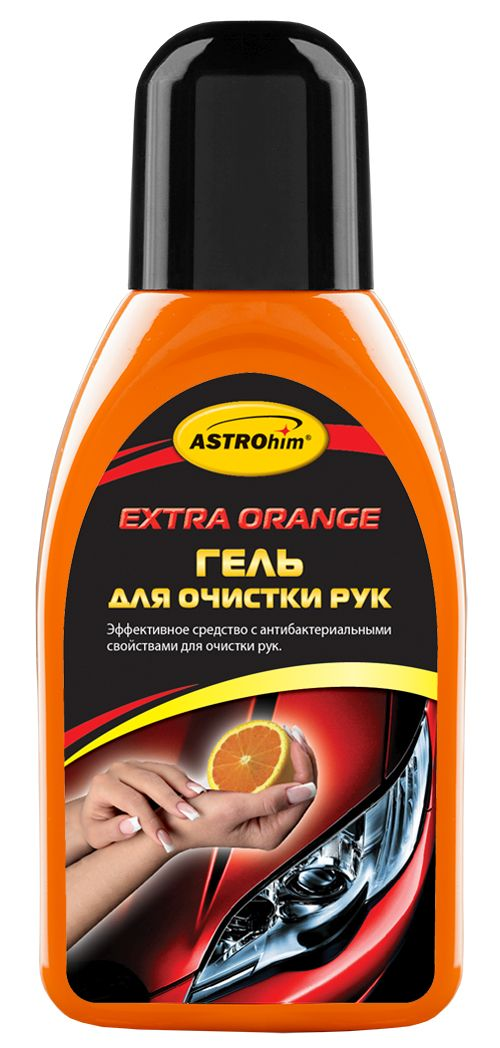 ASTROhim®
EXTRA ORANGE
ГЕЛЬ
ДЛЯ ОЧИСТКИ РУК
Эффективное средство с антибактериальными
свойствами для очистки рук.